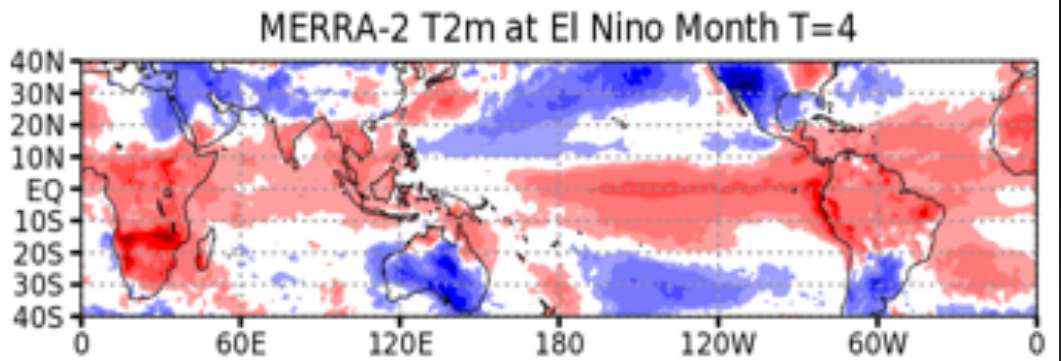 MERRA-2 T2m at El Nino Month T=4
40N
30N
20N
10N
EQ
10S
20S
30S
40S
0 60E 120E 180 120W 60W 0